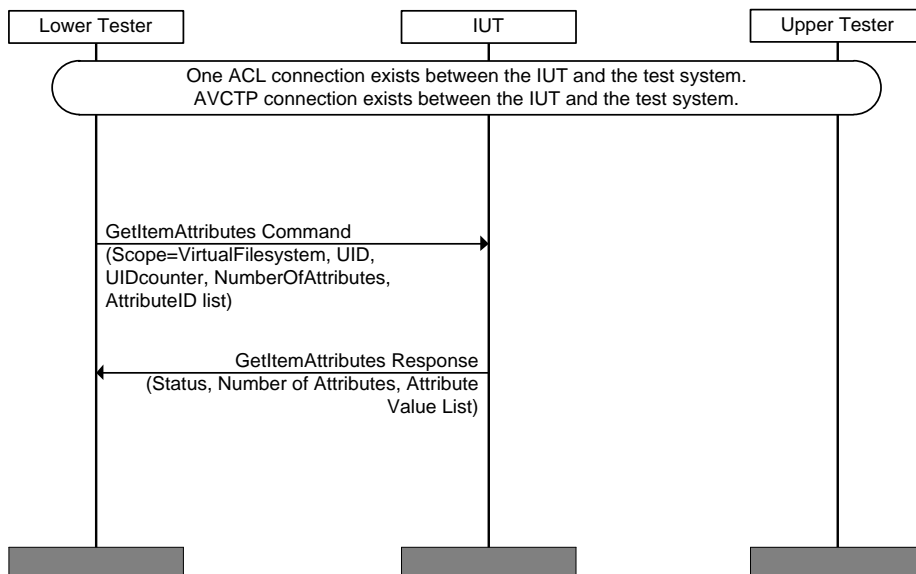 Lower Tester
IUT
Upper Tester
One ACL connection exists between the IUT and the test system.
AVCTP connection exists between the IUT and the test system.
GetItemAttributes Command
(Scope=VirtualFilesystem, UID,
UIDcounter, NumberOfAttributes,
AttributeID list)
GetItemAttributes Response
(Status, Number of Attributes, Attribute
Value List)